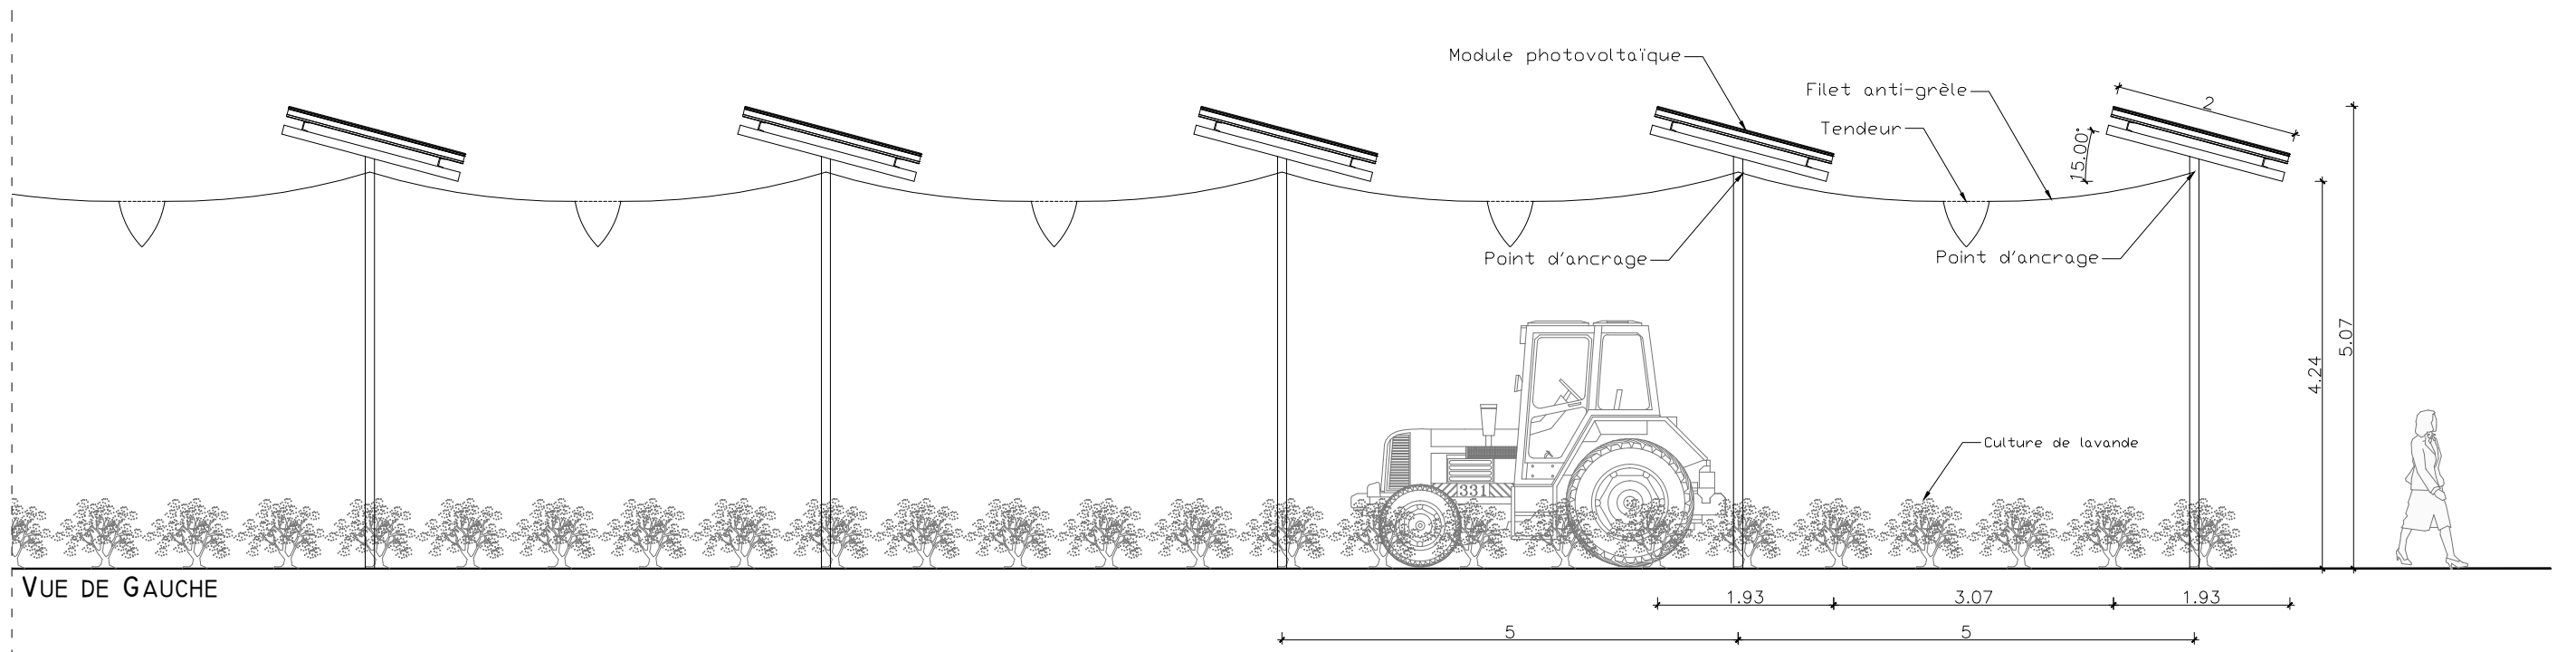 Module photovoltaïque
Filet anti-grèle
Tendeur
2
15.00°
Point d'ancrage
Point d'ancrage
5.07
4.24
Culture de lavande
331
VUE DE GAUCHE
1.93
3.07
1.93
5
5